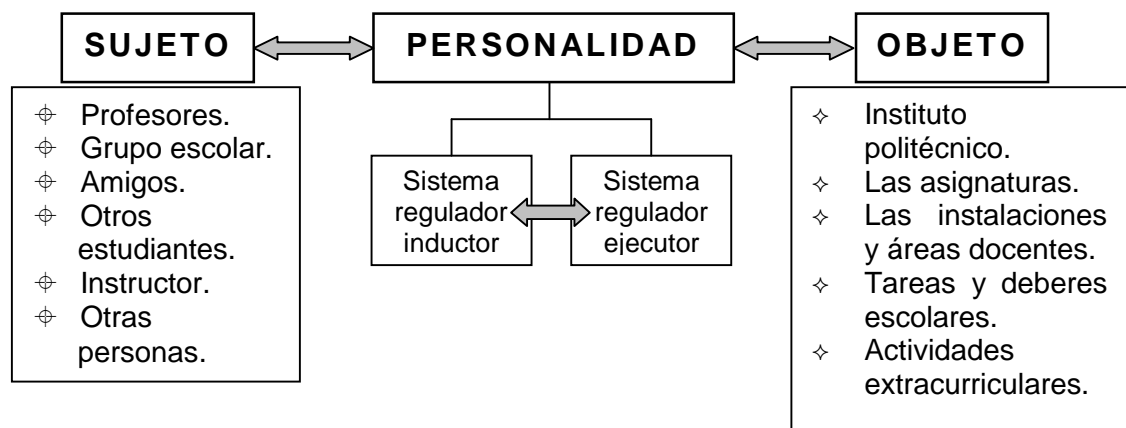 SUJETO
PERSONALIDAD
OBJETO
Profesores.
Grupo escolar.
Amigos.
Otros
estudiantes.
Instructor.
Otras
personas.
Sistema
regulador
inductor
Sistema
regulador
ejecutor
Instituto
politécnico.
Las asignaturas.
Las instalaciones
y áreas docentes.
Tareas y deberes
escolares.
Actividades
extracurriculares.